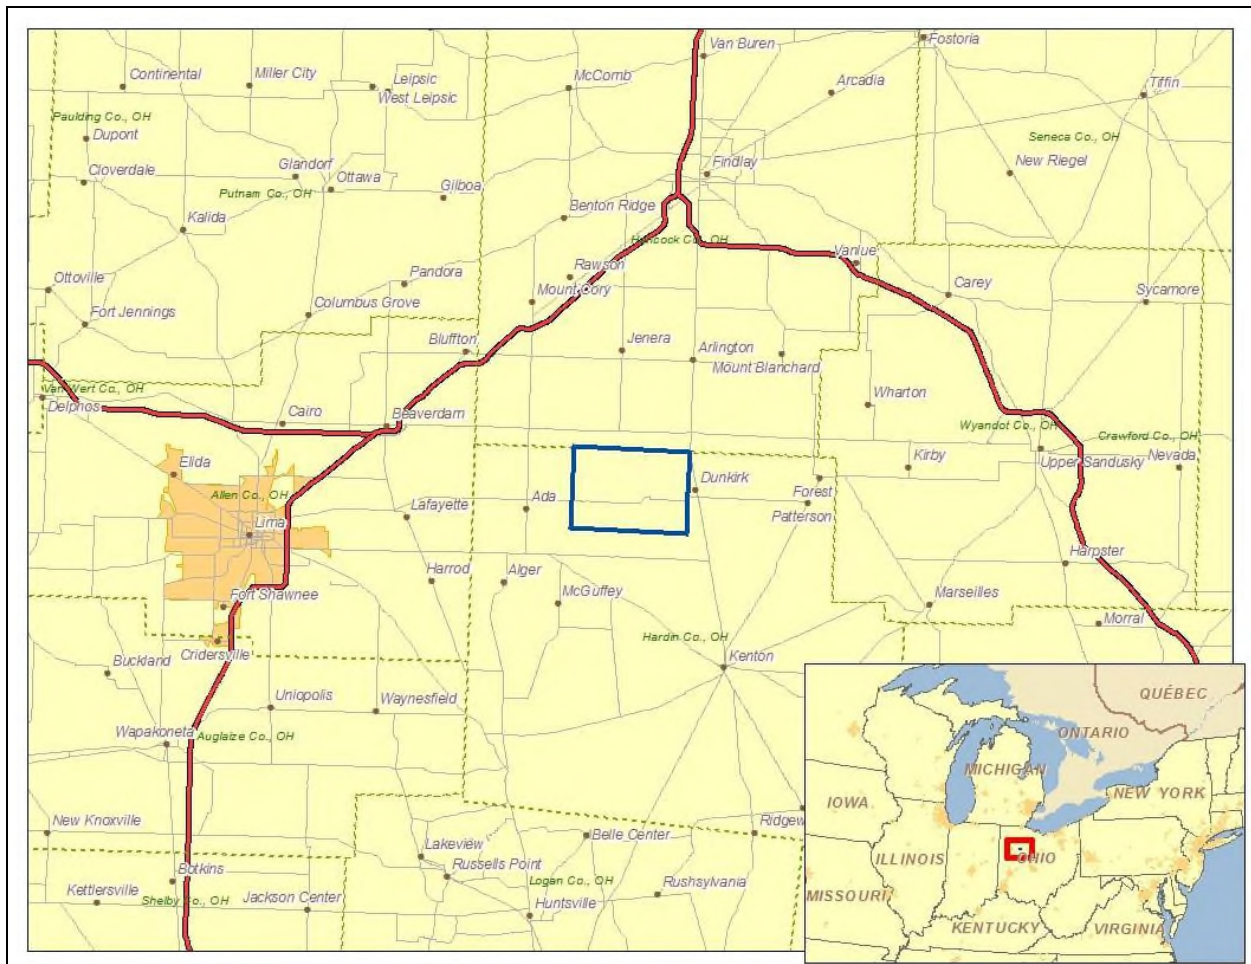 Van Buren
Fostoria
Continental
Miller City
Leipsic
McComb
Arcadia
Tiffin
West Leipsic
Paulding Co., OH
Dupont
Seneca Co., OH
Cloverdale
Glandorf
Ottawa
Findlay
New Riegel
Putnam Co., OH
Gilboa
Benton Ridge
Kalida
Hancock Co., OH
Vanlue
Rawson
Ottoville
Pandora
Mount Cory
Carey
Sycamore
Fort Jennings
Columbus Grove
Bluffton
Jenera
Arlington
Mount Blanchard
Van Wert Co., OH
Delphos
Cairo
Beaverdam
Wharton
Wyandot Co., OH
Crawford Co., OH
Elida
Kirby
Upper Sandusky
Nevada
Dunkirk
Allen Co., OH
Lafayette
Ada
Forest
Patterson
Lima
Harpster
Harrod
Alger
McGuffey
Fort Shawnee
Marseilles
Morral
Cridersville
Hardin Co., OH
Buckland
Kenton
Uniopolis
Waynesfield
Wapakoneta
Auglaize Co., OH
New Knoxville
Lakeview
Belle Center
Ridgew
Botkins
Russells Point
Logan Co., OH
Rushsylvania
Kettlersville
Shelby Co., OH
Jackson Center
Huntsville
QUÉBEC
ONTARIO
MICHIGAN
NEW YORK
IOWA
ILLINOIS
OHIO
MISSOURI
KENTUCKY
VIRGINIA